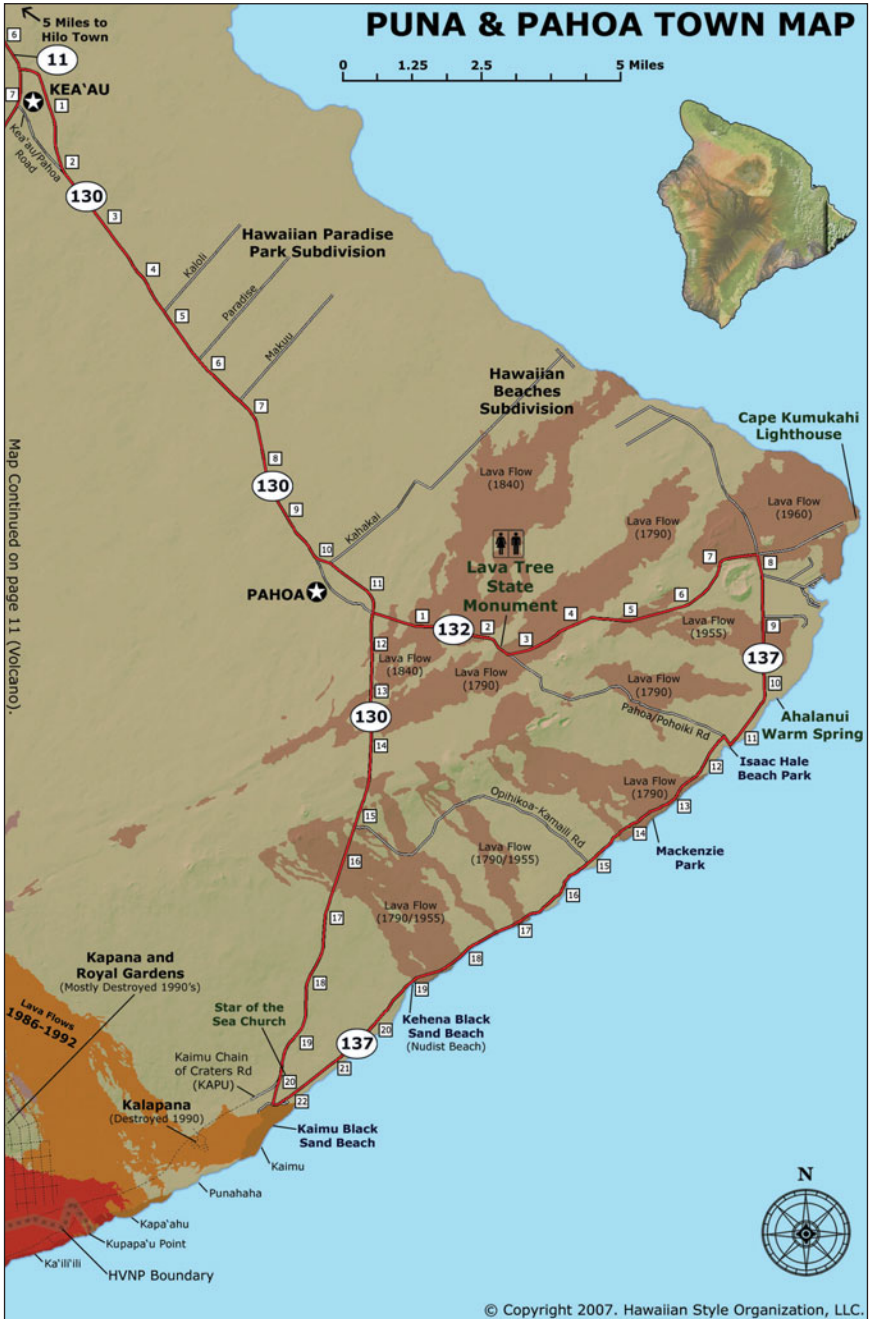 PUNA & PAHOA TOWN MAP
5 Miles to
Hilo Town
0 1.25 2.5 5 Miles
6
11
7
KEA‘AU
1
Kea‘au/Pahoa
Road
2
130
3
Hawaiian Paradise
Park Subdivision
4
Kaloli
5
Paradise
6
Makuu
7
Hawaiian
Beaches
Subdivision
8
130
9
Kahakai
10
Cape Kumukahi
Lighthouse
Lava Flow
(1840)
Lava Flow
(1790)
Lava Flow
(1960)
Map Continued on page 11 (Volcano).
PAHOA
11
Lava Tree
State
Monument
1
132
2
3
4
5
6
7
8
Lava Flow
(1955)
9
137
10
12
Lava Flow
(1840)
13
Lava Flow
(1790)
Lava Flow
(1790)
130
14
Pahoa/Pohoiki Rd
Ahalanui
Warm Spring
11
Isaac Hale
Beach Park
12
Lava Flow
(1790)
13
15
Opihikoa-Kamaili Rd
14
Mackenzie
Park
16
Lava Flow
(1790/1955)
15
Lava Flow
(1790/1955)
16
17
17
18
18
19
Kapana and
Royal Gardens
(Mostly Destroyed 1990's)
Lava Flows
1986-1992
Star of the
Sea Church
19
Kehena Black
Sand Beach
(Nudist Beach)
20
137
21
Kaimu Chain
of Craters Rd
(KAPU)
20
22
Kalapana
(Destroyed 1990)
Kaimu Black
Sand Beach
Kaimu
Punahaha
Kapa‘ahu
Kupapa‘u Point
Ka‘ili‘ili
HVNP Boundary
N
© Copyright 2007. Hawaiian Style Organization, LLC.